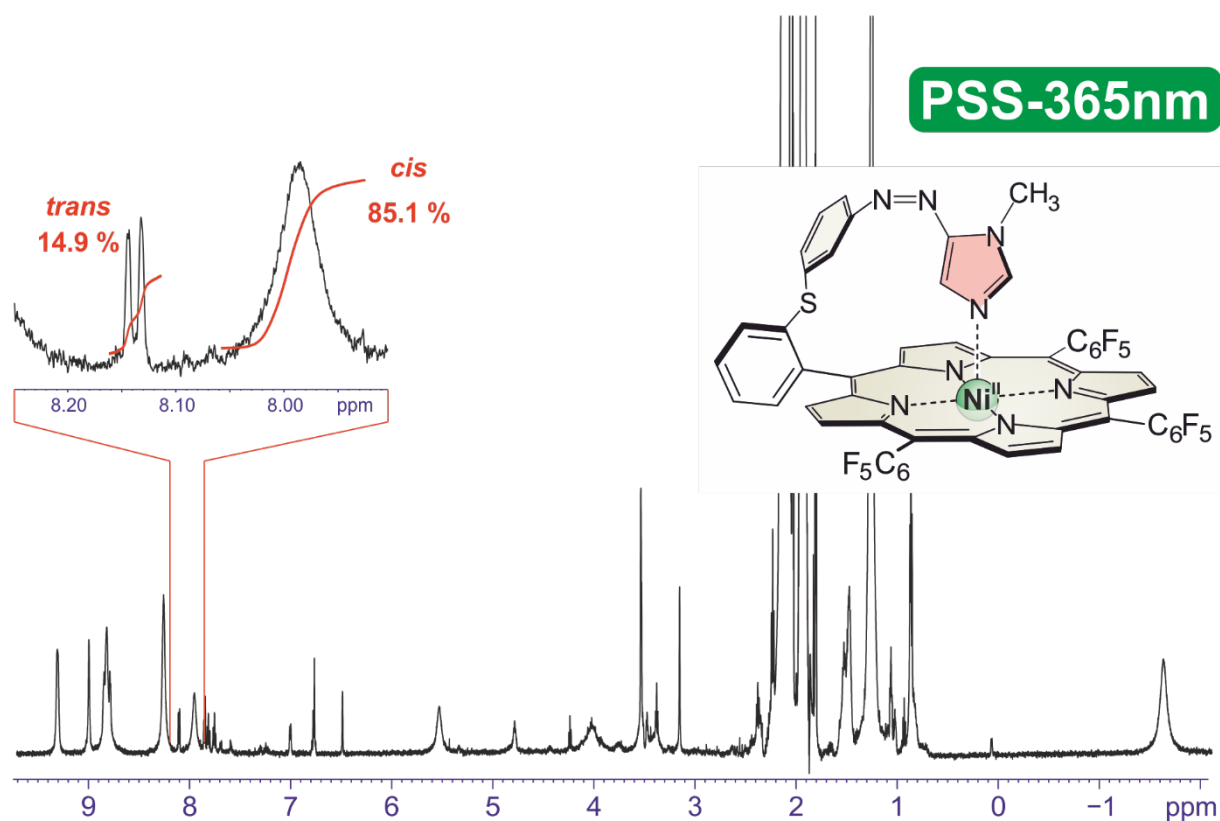 PSS-365nm
trans
14.9 %
cis
85.1 %
8.20 8.10 8.00 ppm
N=N
CH3
N
N
S
C6F5
N
N
NiII
N
N
C6F5
F5C6
9 8 7 6 5 4 3 2 1 0 −1 ppm